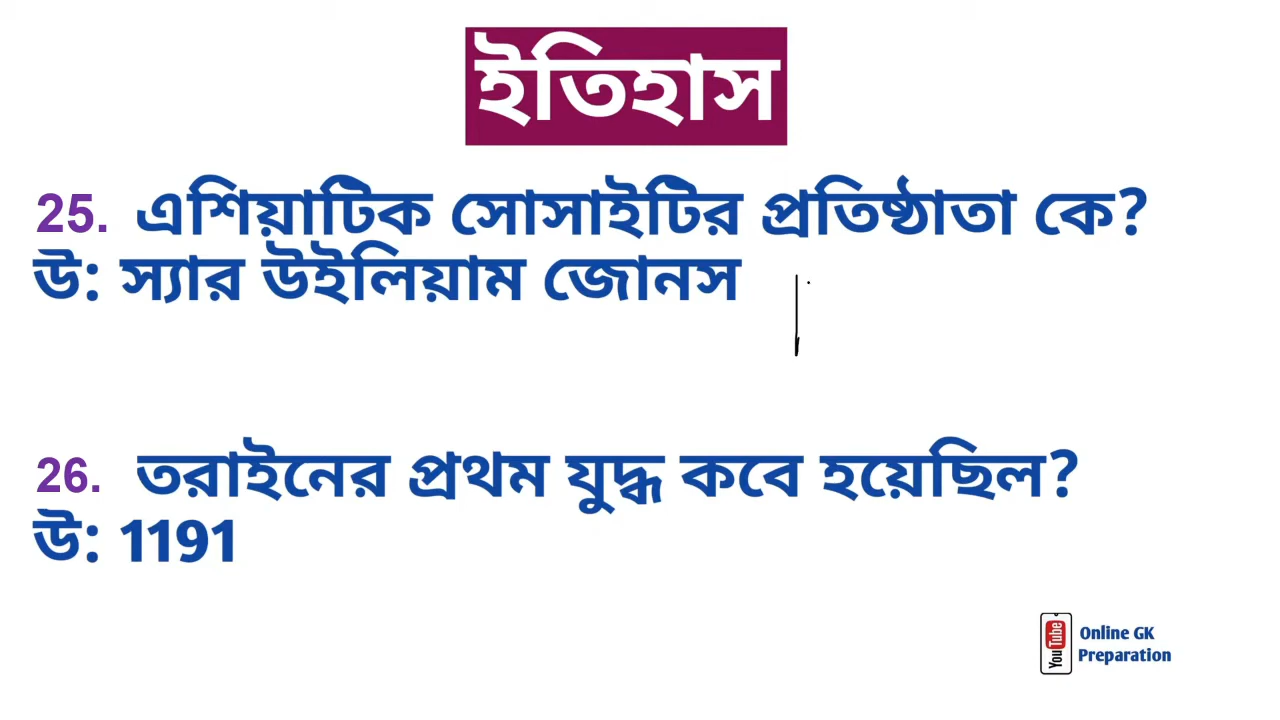 ইতিহাস
25. এশিয়াটিক সোসাইটির প্রতিষ্ঠাতা কে?
উ: স্যার উইলিয়াম জোনস
26. তরাইনের প্রথম যুদ্ধ কবে হয়েছিল?
উ: 1191
YouTube
Online GK
Preparation